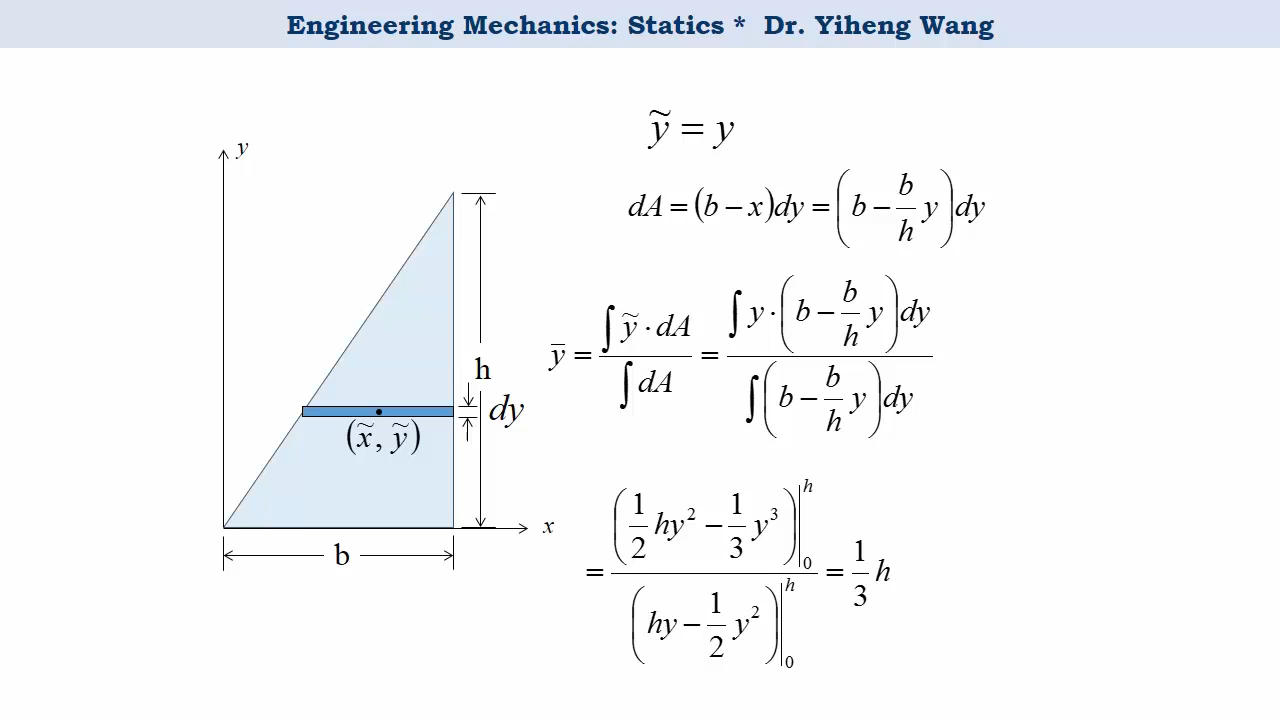 Engineering Mechanics: Statics * Dr. Yiheng Wang
ỹ = y
dA = (b − x)dy = (b − b/h y)dy
y̅ = ∫ỹ · dA / ∫dA = ∫y · (b − b/h y)dy / ∫(b − b/h y)dy
= (1/2 hy² − 1/3 y³)|₀ʰ / (hy − 1/2 y²)|₀ʰ = 1/3 h
y
h
dy
(x̃, ỹ)
x
b